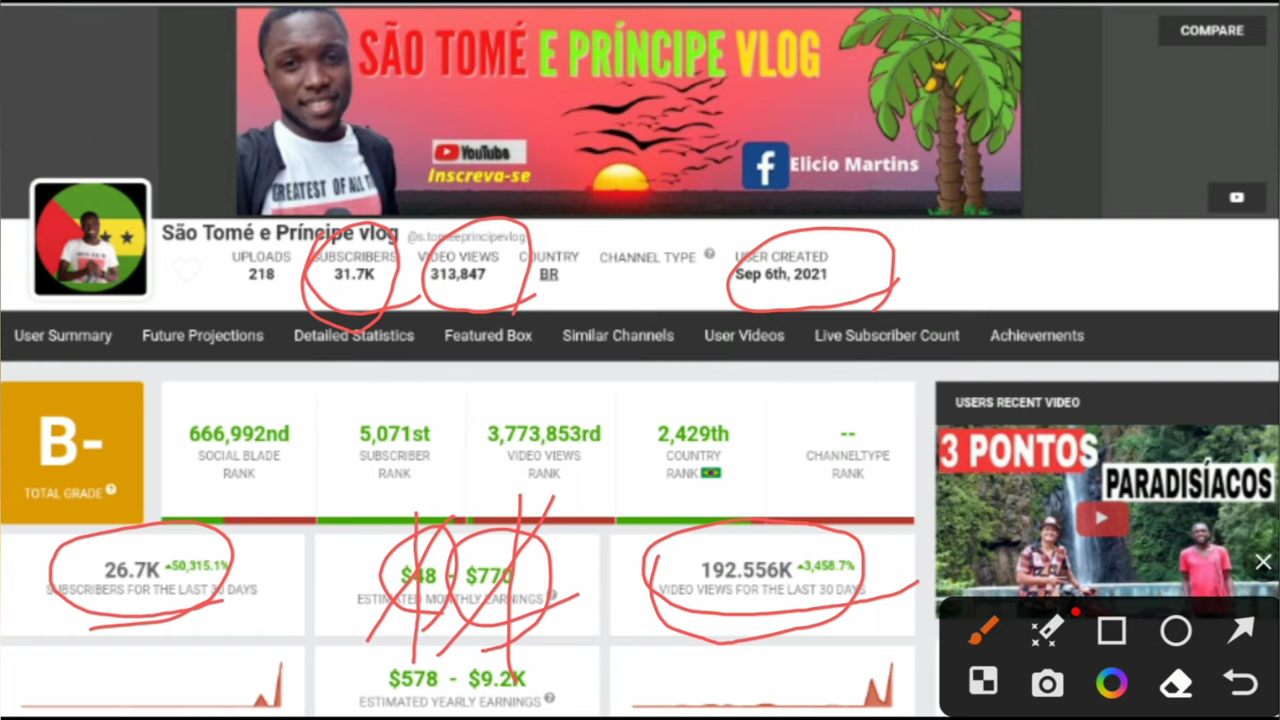 COMPARE
SÃO TOMÉ E PRÍNCIPE VLOG
YouTube
Inscreva-se
Elicio Martins
GREATEST OF ALL
São Tomé e Príncipe vlog @s.tomeeprincipevlog
UPLOADS SUBSCRIBERS VIDEO VIEWS COUNTRY CHANNEL TYPE USER CREATED
218 31.7K 313,847 BR Sep 6th, 2021
User Summary Future Projections Detailed Statistics Featured Box Similar Channels User Videos Live Subscriber Count Achievements
B-
TOTAL GRADE
666,992nd
SOCIAL BLADE
RANK
5,071st
SUBSCRIBER
RANK
3,773,853rd
VIDEO VIEWS
RANK
2,429th
COUNTRY
RANK
--
CHANNELTYPE
RANK
USERS RECENT VIDEO
3 PONTOS
PARADISÍACOS
26.7K 50,315.1%
SUBSCRIBERS FOR THE LAST 30 DAYS
$48 - $770
ESTIMATED MONTHLY EARNINGS
192.556K 3,458.7%
VIDEO VIEWS FOR THE LAST 30 DAYS
$578 - $9.2K
ESTIMATED YEARLY EARNINGS